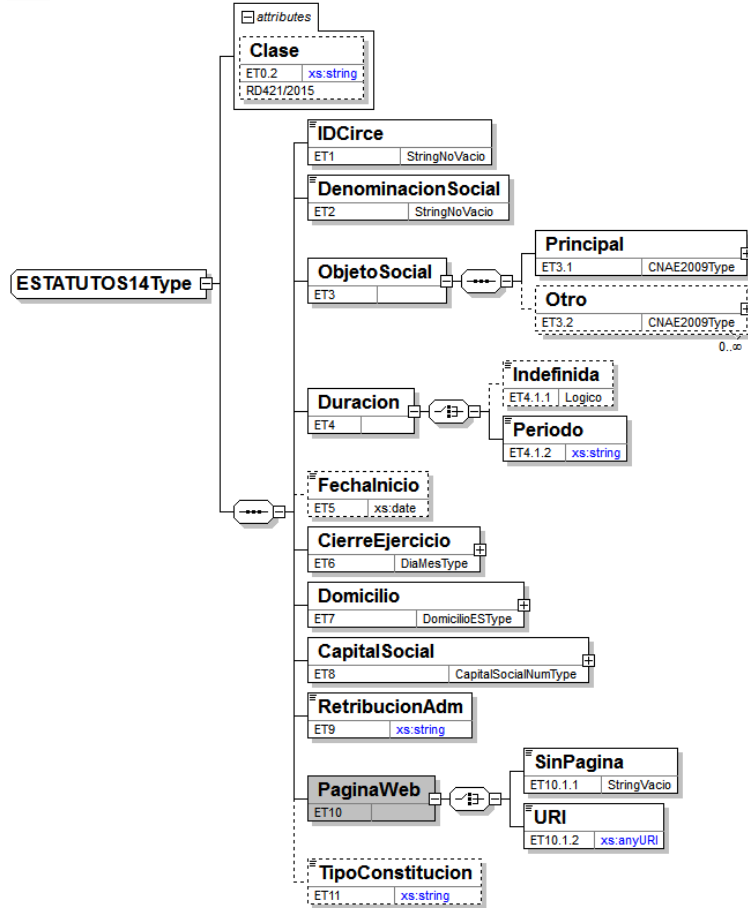 attributes
Clase
ET0.2 xs:string
RD421/2015
IDCirce
ET1 StringNoVacio
DenominacionSocial
ET2 StringNoVacio
ESTATUTOS14Type
ObjetoSocial
ET3
Principal
ET3.1 CNAE2009Type
Otro
ET3.2 CNAE2009Type
0..∞
Duracion
ET4
Indefinida
ET4.1.1 Logico
Periodo
ET4.1.2 xs:string
FechaInicio
ET5 xs:date
CierreEjercicio
ET6 DiaMesType
Domicilio
ET7 DomicilioESType
CapitalSocial
ET8 CapitalSocialNumType
RetribucionAdm
ET9 xs:string
PaginaWeb
ET10
SinPagina
ET10.1.1 StringVacio
URI
ET10.1.2 xs:anyURI
TipoConstitucion
ET11 xs:string